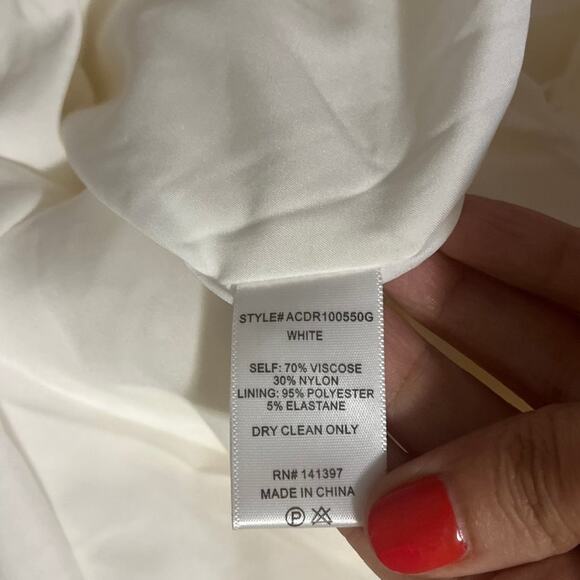 STYLE# ACDR100550G
WHITE
SELF: 70% VISCOSE
30% NYLON
LINING: 95% POLYESTER
5% ELASTANE
DRY CLEAN ONLY
RN# 141397
MADE IN CHINA
P